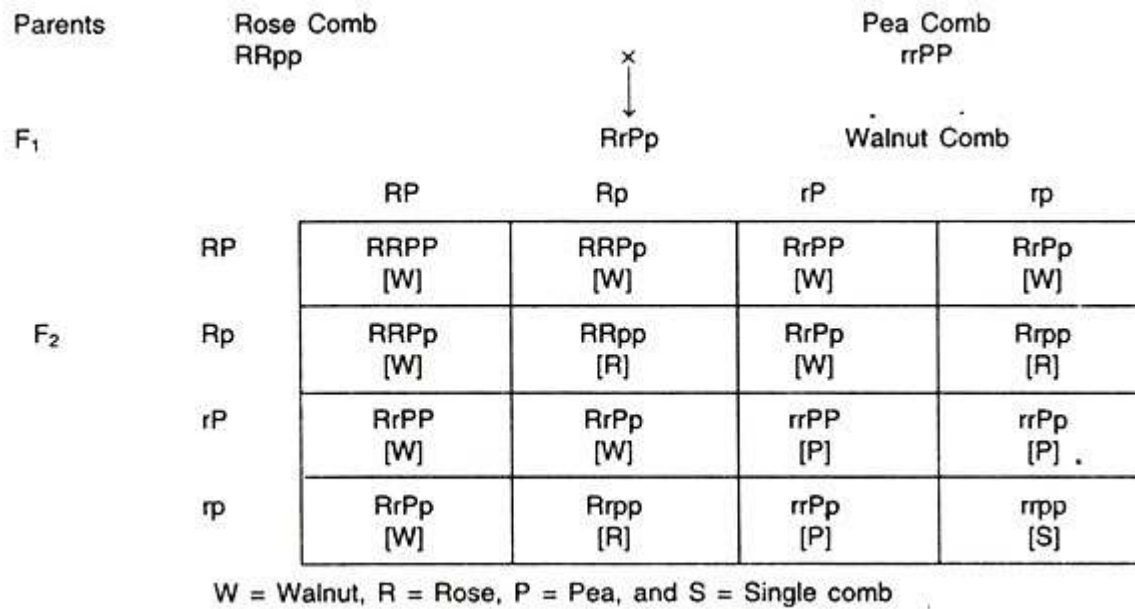 Parents Rose Comb Pea Comb
RRpp × rrPP
F₁ RrPp Walnut Comb
RP Rp rP rp
RP RRPP RRPp RrPP RrPp
[W] [W] [W] [W]
F₂ Rp RRPp RRpp RrPp Rrpp
[W] [R] [W] [R]
rP RrPP RrPp rrPP rrPp
[W] [W] [P] [P]
rp RrPp Rrpp rrPp rrpp
[W] [R] [P] [S]
W = Walnut, R = Rose, P = Pea, and S = Single comb